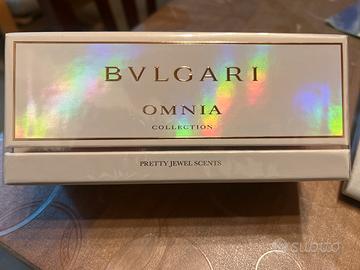 BVLGARI
OMNIA
COLLECTION
PRETTY JEWEL SCENTS
subito